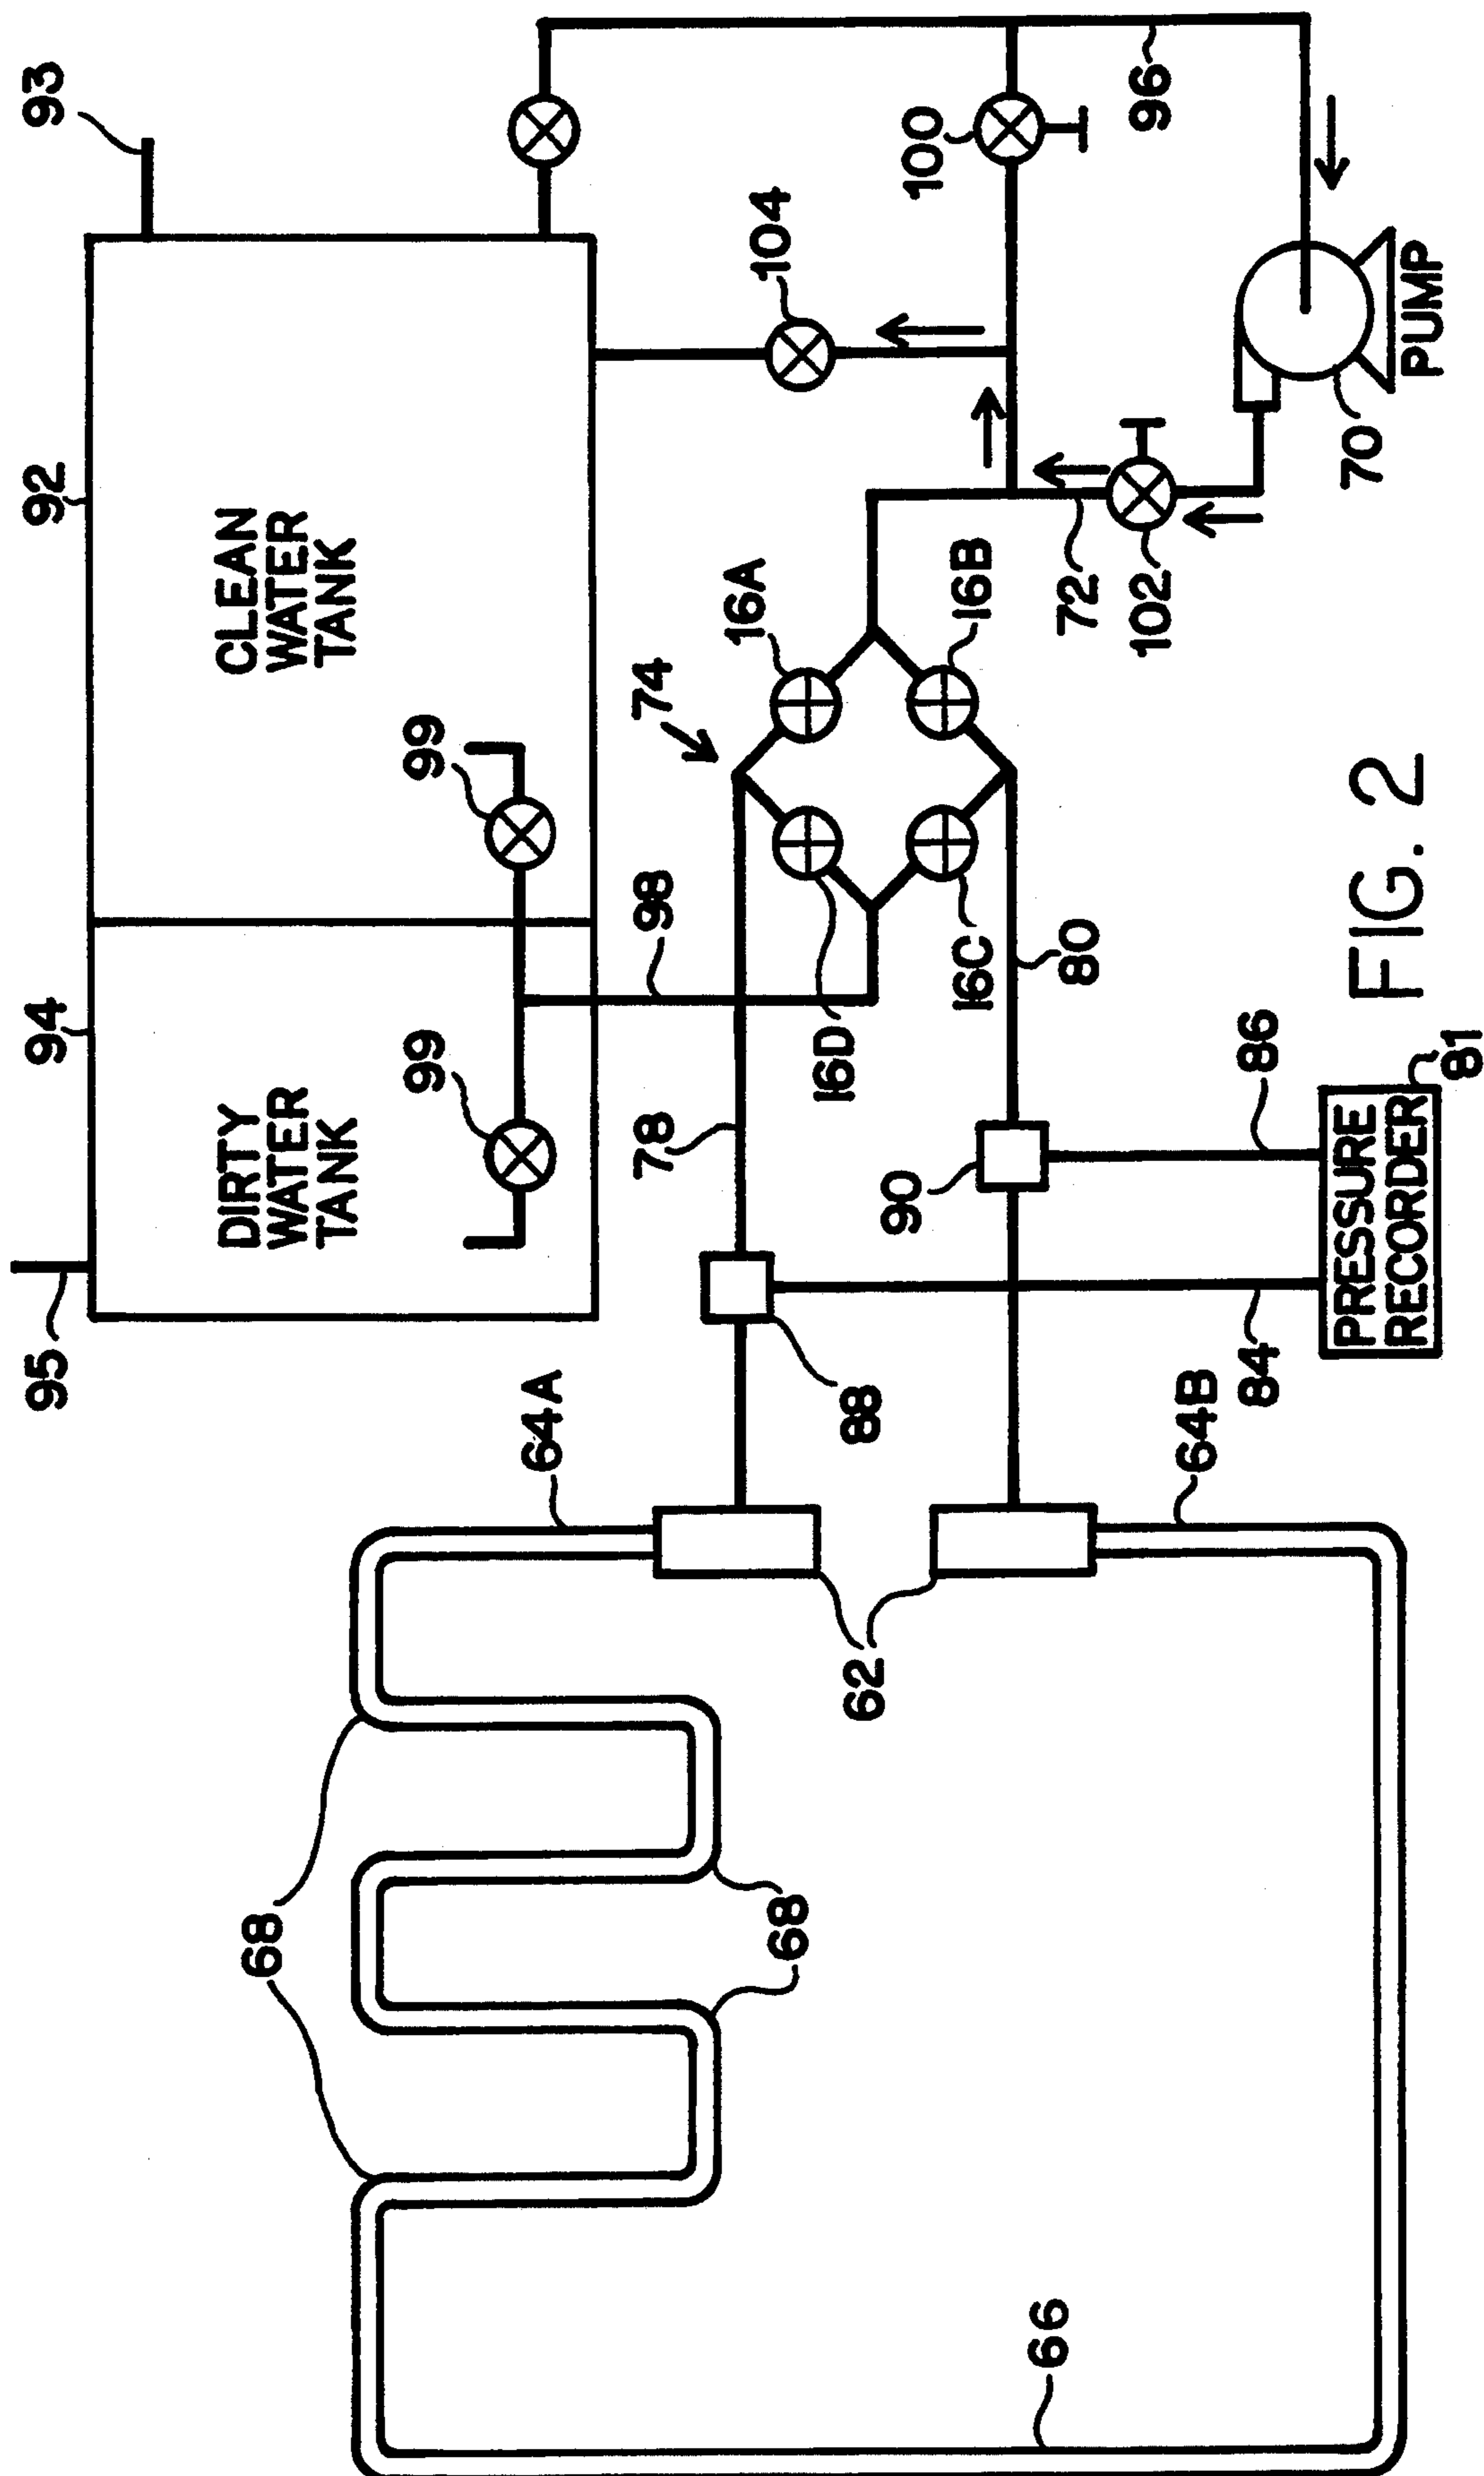 93
92
CLEAN
WATER
TANK
94
DIRTY
WATER
TANK
95
99
99
104
100
96
16A
74
16B
72
102
70
PUMP
98
78
16D
16C
80
90
88
86
84
81
PRESSURE
RECORDER
64A
64B
62
68
68
66
FIG. 2